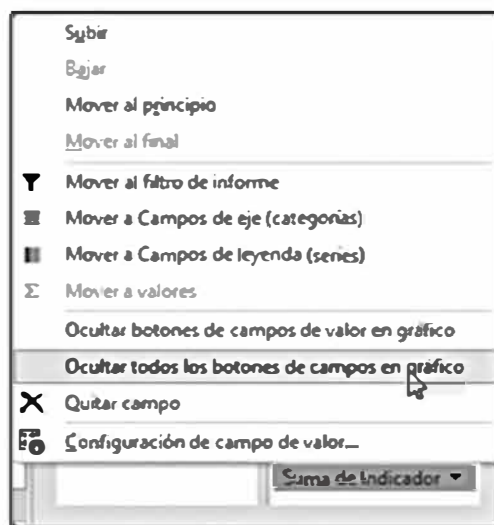 Subir
Bajar
Mover al principio
Mover al final
Mover al filtro de informe
Mover a Campos de eje (categorías)
Mover a Campos de leyenda (series)
Σ Mover a valores
Ocultar botones de campos de valor en gráfico
Ocultar todos los botones de campos en gráfico
Quitar campo
Configuración de campo de valor...
Suma de Indicador